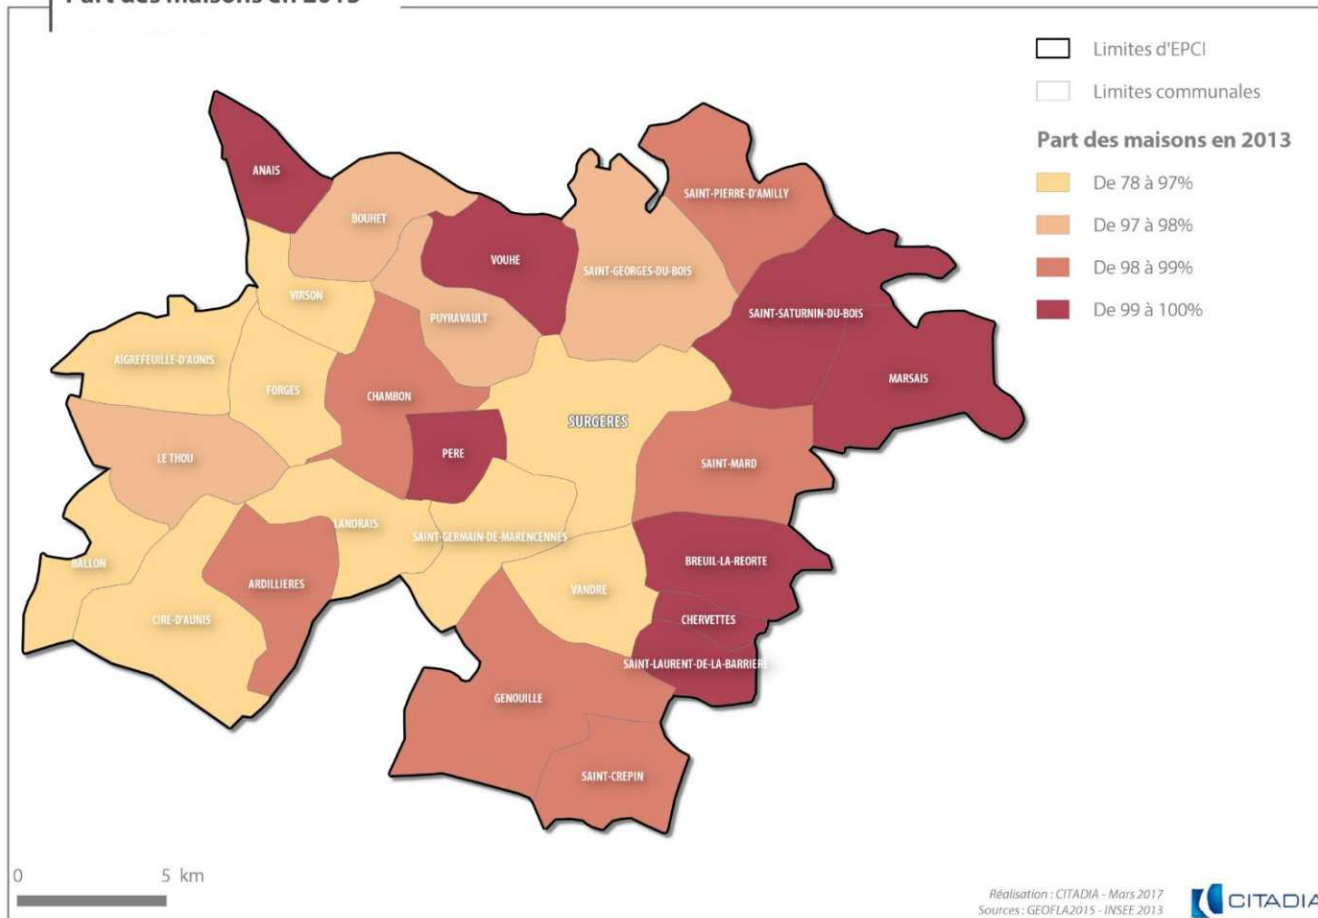 Part des maisons en 2013
Limites d'EPCI
Limites communales
Part des maisons en 2013
De 78 à 97%
De 97 à 98%
De 98 à 99%
De 99 à 100%
ANAIS
BOUHET
SAINT-PIERRE-D'AMILLY
VOUHE
SAINT-GEORGES-DU-BOIS
VIRSON
PUYRAVAULT
SAINT-SATURNIN-DU-BOIS
AIGREFEUILLE-D'AUNIS
FORGES
CHAMBON
MARSAIS
SURGERES
LE THOU
PERE
SAINT-MARD
LANDRAIS
SAINT-GERMAIN-DE-MARENCENNES
BALLON
ARDILLIERES
VANDRE
BREUIL-LA-REORTE
CIRE-D'AUNIS
CHERVETTES
SAINT-LAURENT-DE-LA-BARRIERE
GENOUILLE
SAINT-CREPIN
0 5 km
Réalisation : CITADIA - Mars 2017
Sources : GEOFLA2015 - INSEE 2013
CITADIA